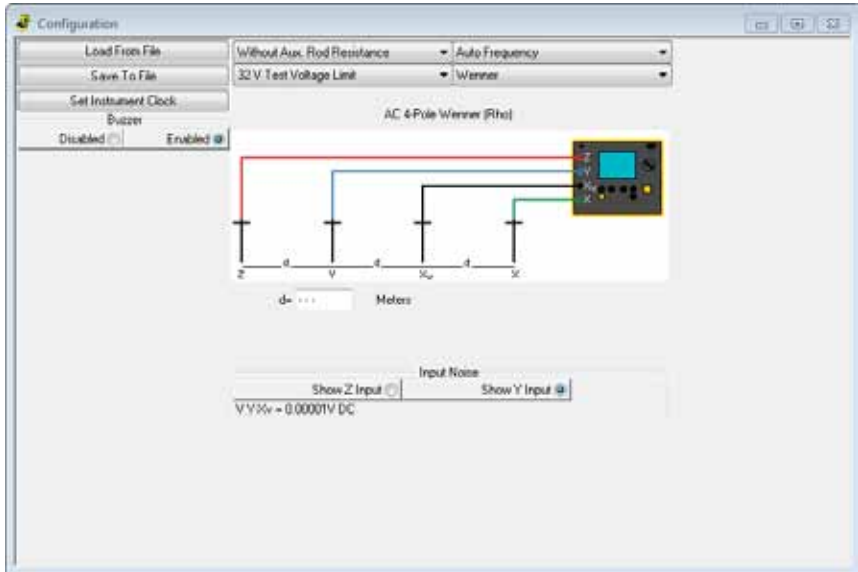 Configuration
Load From File
Without Aux. Rod Resistance
Auto Frequency
Save To File
32 V Test Voltage Limit
Wenner
Set Instrument Clock
Buzzer
Disabled
Enabled
AC 4-Pole Wenner (Rho)
Z
Y
Xv
X
d
d
d
Z
Y
Xv
X
d= ---
Meters
Input Noise
Show Z Input
Show Y Input
V Y Xv = 0.00001V DC